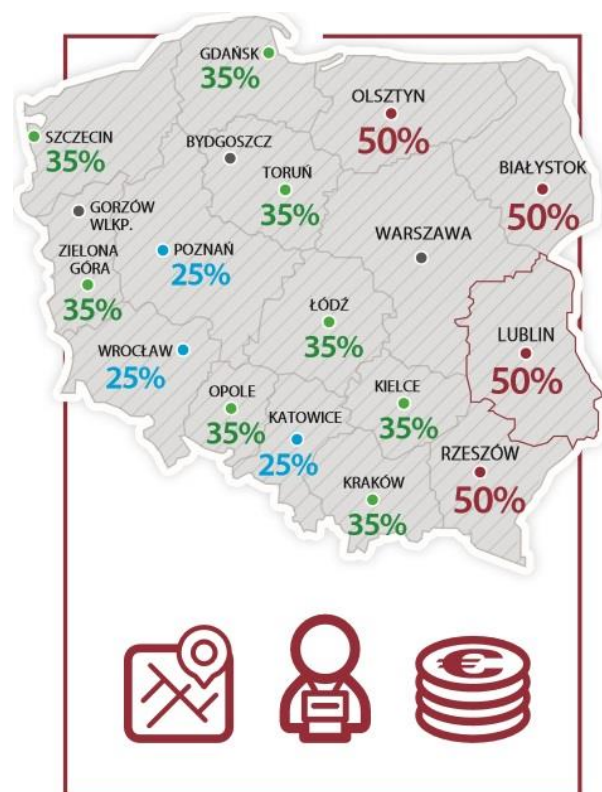 GDAŃSK
35%
OLSZTYN
50%
SZCZECIN
35%
BYDGOSZCZ
TORUŃ
35%
BIAŁYSTOK
50%
GORZÓW
WLKP.
POZNAŃ
25%
WARSZAWA
ZIELONA
GÓRA
35%
ŁÓDŹ
35%
LUBLIN
50%
WROCŁAW
25%
OPOLE
35%
KATOWICE
25%
KIELCE
35%
RZESZÓW
50%
KRAKÓW
35%
€